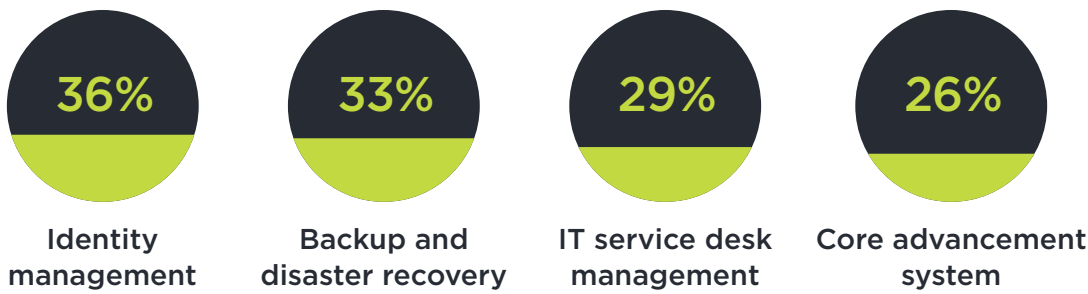 36%
33%
29%
26%
Identity
management
Backup and
disaster recovery
IT service desk
management
Core advancement
system